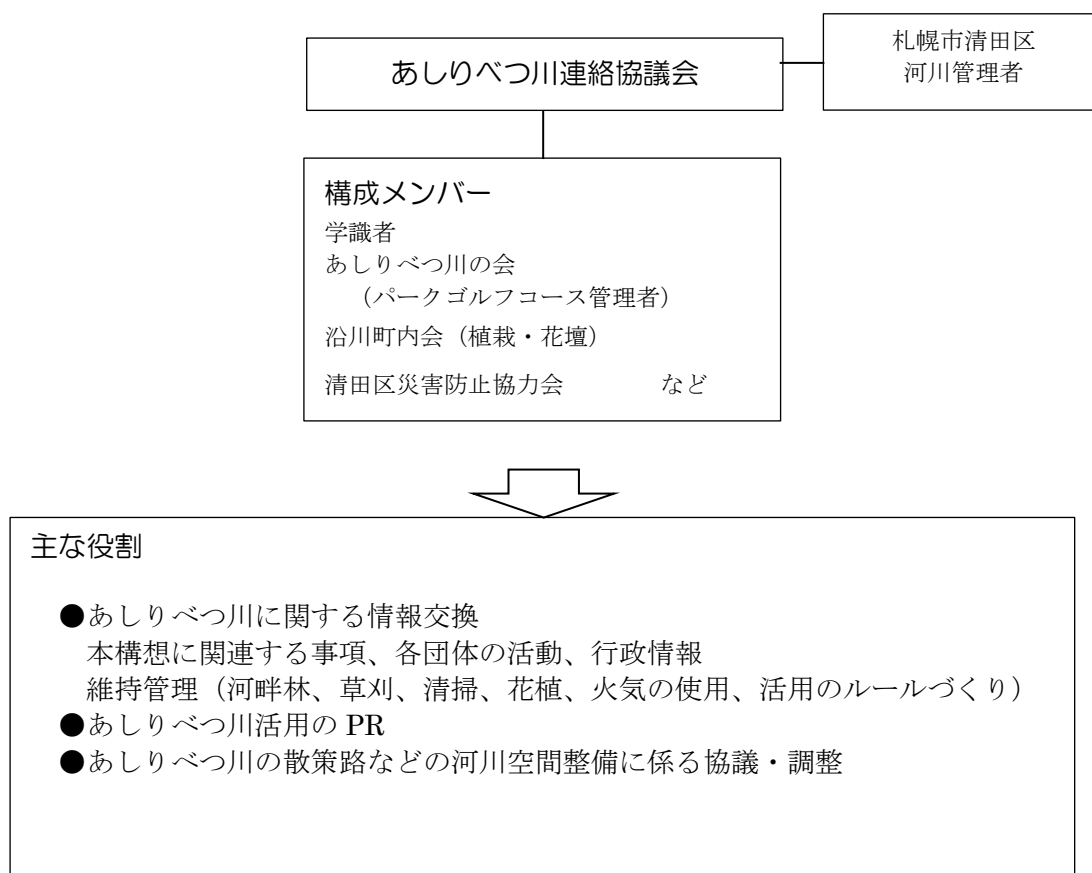 あしりべつ川連絡協議会
札幌市清田区
河川管理者
構成メンバー
学識者
あしりべつ川の会
（パークゴルフコース管理者）
沿川町内会（植栽・花壇）
清田区災害防止協力会　　　など
主な役割
●あしりべつ川に関する情報交換
本構想に関連する事項、各団体の活動、行政情報
維持管理（河畔林、草刈、清掃、花植、火気の使用、活用のルールづくり）
●あしりべつ川活用の PR
●あしりべつ川の散策路などの河川空間整備に係る協議・調整